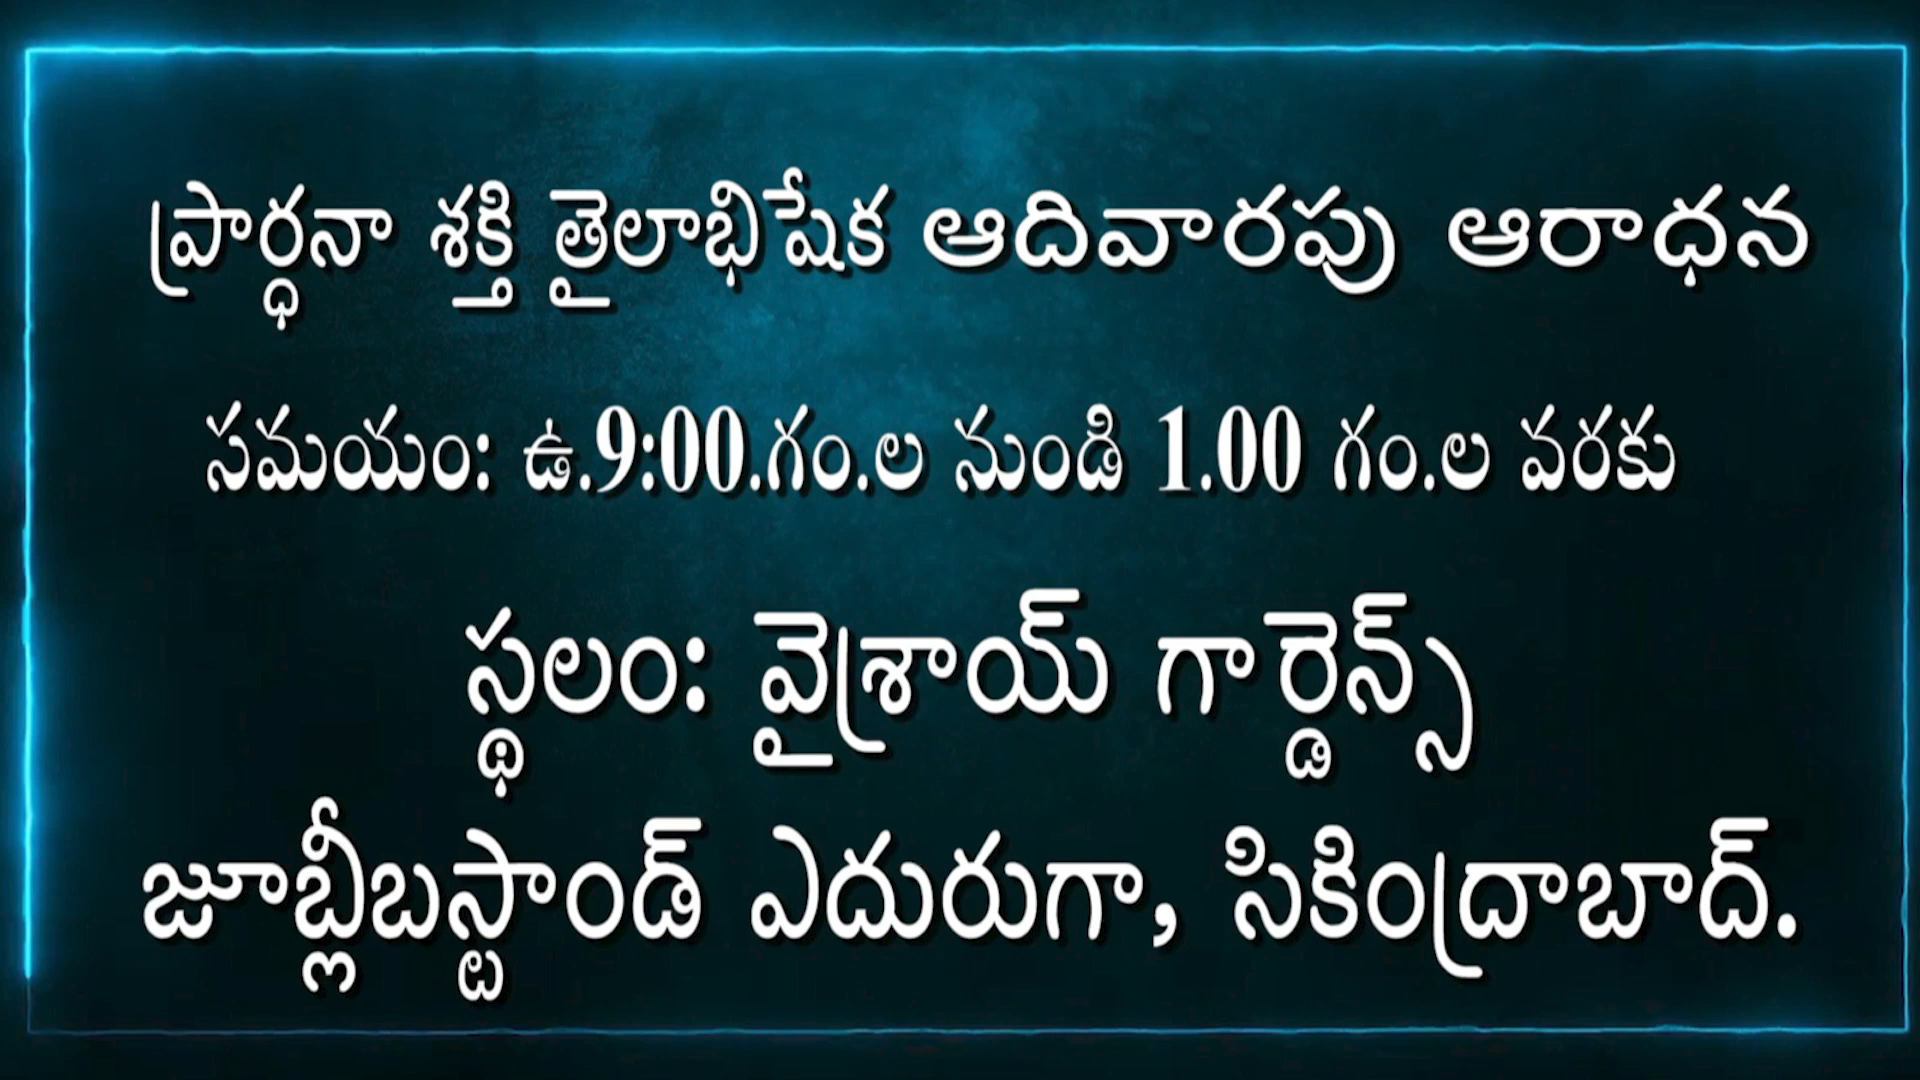 ప్రార్ధనా శక్తి తైలాభిషేక ఆదివారపు ఆరాధన
సమయం: ఉ.9:00.గం.ల నుండి 1.00 గం.ల వరకు
స్థలం: వైశ్రాయ్ గార్డెన్స్
జూబ్లీబస్టాండ్ ఎదురుగా, సికింద్రాబాద్.